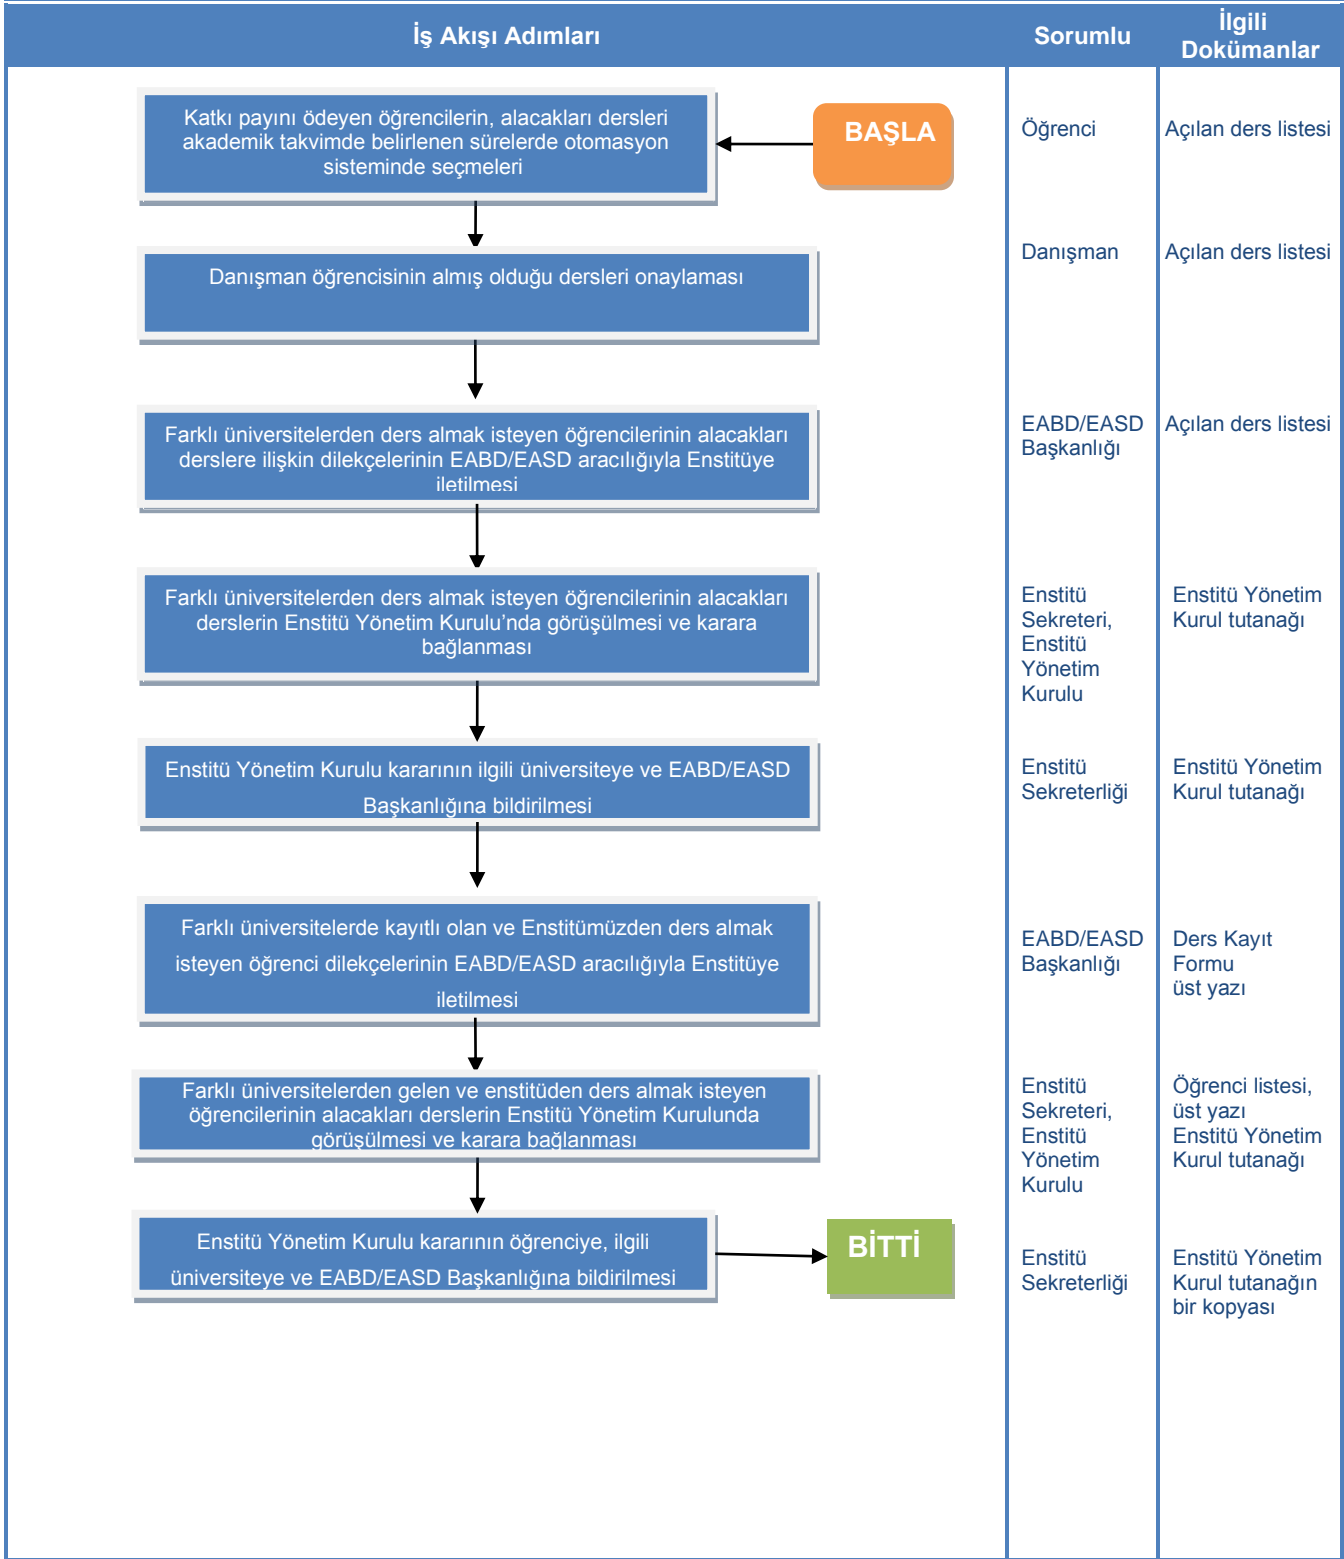 İş Akışı Adımları
Sorumlu
İlgili
Dokümanlar
Katkı payını ödeyen öğrencilerin, alacakları dersleri
akademik takvimde belirlenen sürelerde otomasyon
sisteminde seçmeleri
BAŞLA
Öğrenci
Açılan ders listesi
Danışman öğrencisinin almış olduğu dersleri onaylaması
Danışman
Açılan ders listesi
Farklı üniversitelerden ders almak isteyen öğrencilerinin alacakları
derslere ilişkin dilekçelerinin EABD/EASD aracılığıyla Enstitüye
iletilmesi
EABD/EASD
Başkanlığı
Açılan ders listesi
Farklı üniversitelerden ders almak isteyen öğrencilerinin alacakları
derslerin Enstitü Yönetim Kurulu’nda görüşülmesi ve karara
bağlanması
Enstitü
Sekreteri,
Enstitü
Yönetim
Kurulu
Enstitü Yönetim
Kurul tutanağı
Enstitü Yönetim Kurulu kararının ilgili üniversiteye ve EABD/EASD
Başkanlığına bildirilmesi
Enstitü
Sekreterliği
Enstitü Yönetim
Kurul tutanağı
Farklı üniversitelerde kayıtlı olan ve Enstitümüzden ders almak
isteyen öğrenci dilekçelerinin EABD/EASD aracılığıyla Enstitüye
iletilmesi
EABD/EASD
Başkanlığı
Ders Kayıt
Formu
üst yazı
Farklı üniversitelerden gelen ve enstitüden ders almak isteyen
öğrencilerinin alacakları derslerin Enstitü Yönetim Kurulunda
görüşülmesi ve karara bağlanması
Enstitü
Sekreteri,
Enstitü
Yönetim
Kurulu
Öğrenci listesi,
üst yazı
Enstitü Yönetim
Kurul tutanağı
Enstitü Yönetim Kurulu kararının öğrenciye, ilgili
üniversiteye ve EABD/EASD Başkanlığına bildirilmesi
BİTTİ
Enstitü
Sekreterliği
Enstitü Yönetim
Kurul tutanağın
bir kopyası